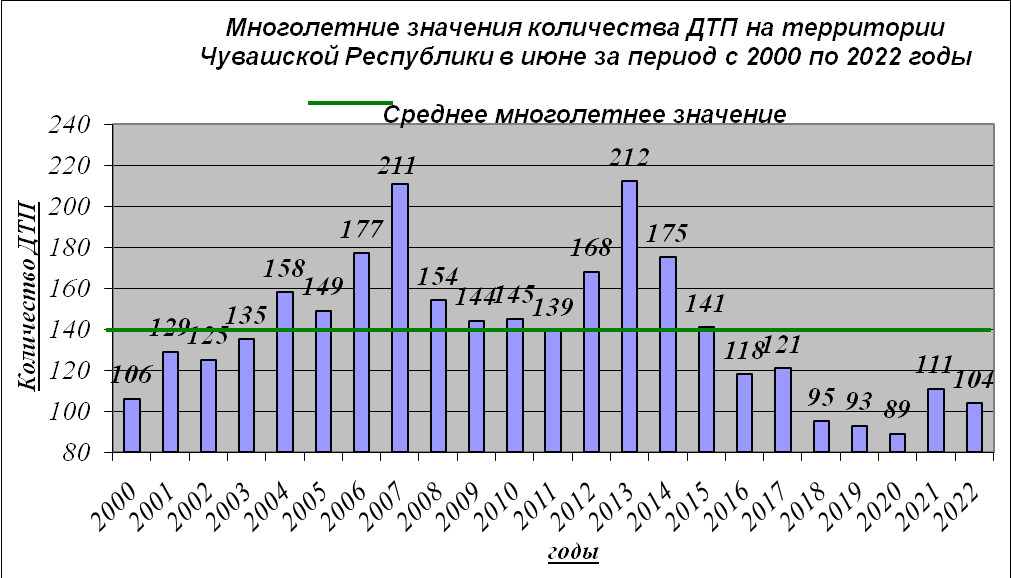 Многолетние значения количества ДТП на территории
Чувашской Республики в июне за период с 2000 по 2022 годы
Среднее многолетнее значение
Количество ДТП
240
220
200
180
160
140
120
100
80
106 129 125 135 158 149 177 211 154 144 145 139 168 212 175 141 118 121 95 93 89 111 104
2000 2001 2002 2003 2004 2005 2006 2007 2008 2009 2010 2011 2012 2013 2014 2015 2016 2017 2018 2019 2020 2021 2022
годы